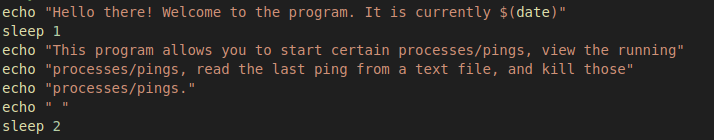 echo "Hello there! Welcome to the program. It is currently $(date)"
sleep 1
echo "This program allows you to start certain processes/pings, view the running"
echo "processes/pings, read the last ping from a text file, and kill those"
echo "processes/pings."
echo " "
sleep 2